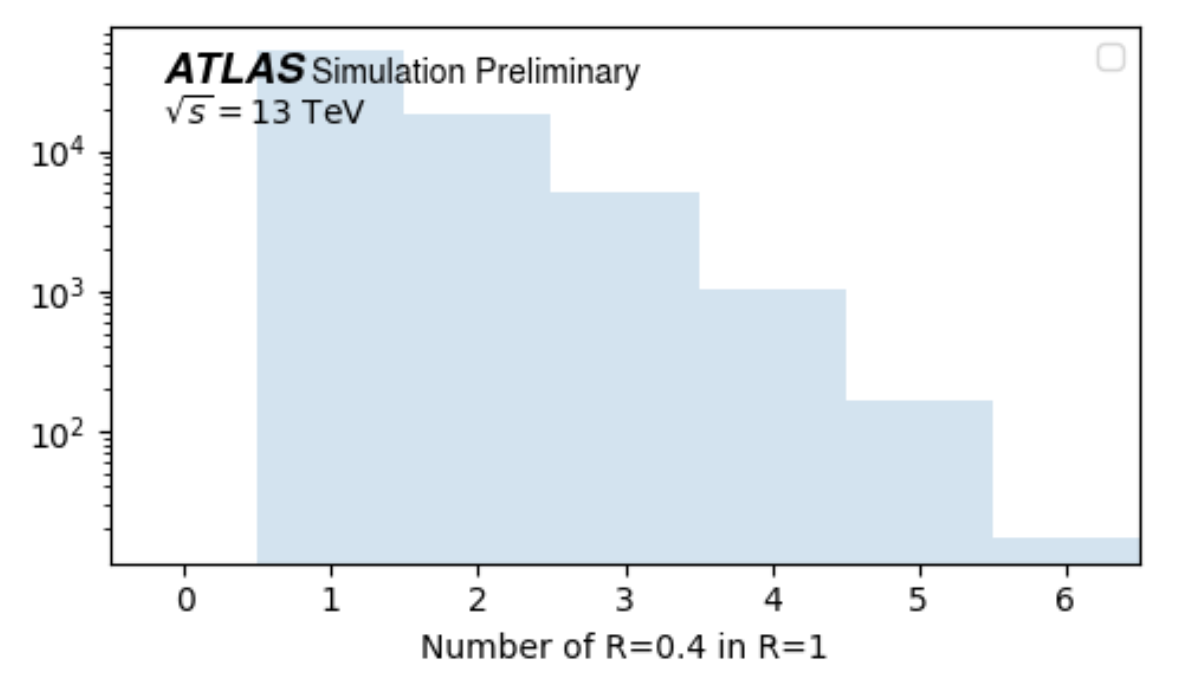 ATLAS Simulation Preliminary
√s = 13 TeV
10⁴
10³
10²
0 1 2 3 4 5 6
Number of R=0.4 in R=1